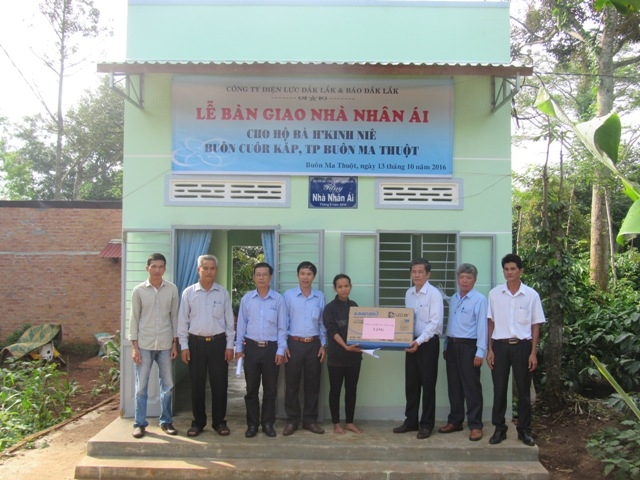 CÔNG TY ĐIỆN LỰC ĐẮK LẮK & BÁO ĐẮK LẮK
LỄ BÀN GIAO NHÀ NHÂN ÁI
CHO HỘ BÀ H'KINH NIÊ
BUÔN CUÔR KĂP, TP BUÔN MA THUỘT
Buôn Ma Thuột, ngày 13 tháng 10 năm 2016
Tặng
Nhà Nhân Ái